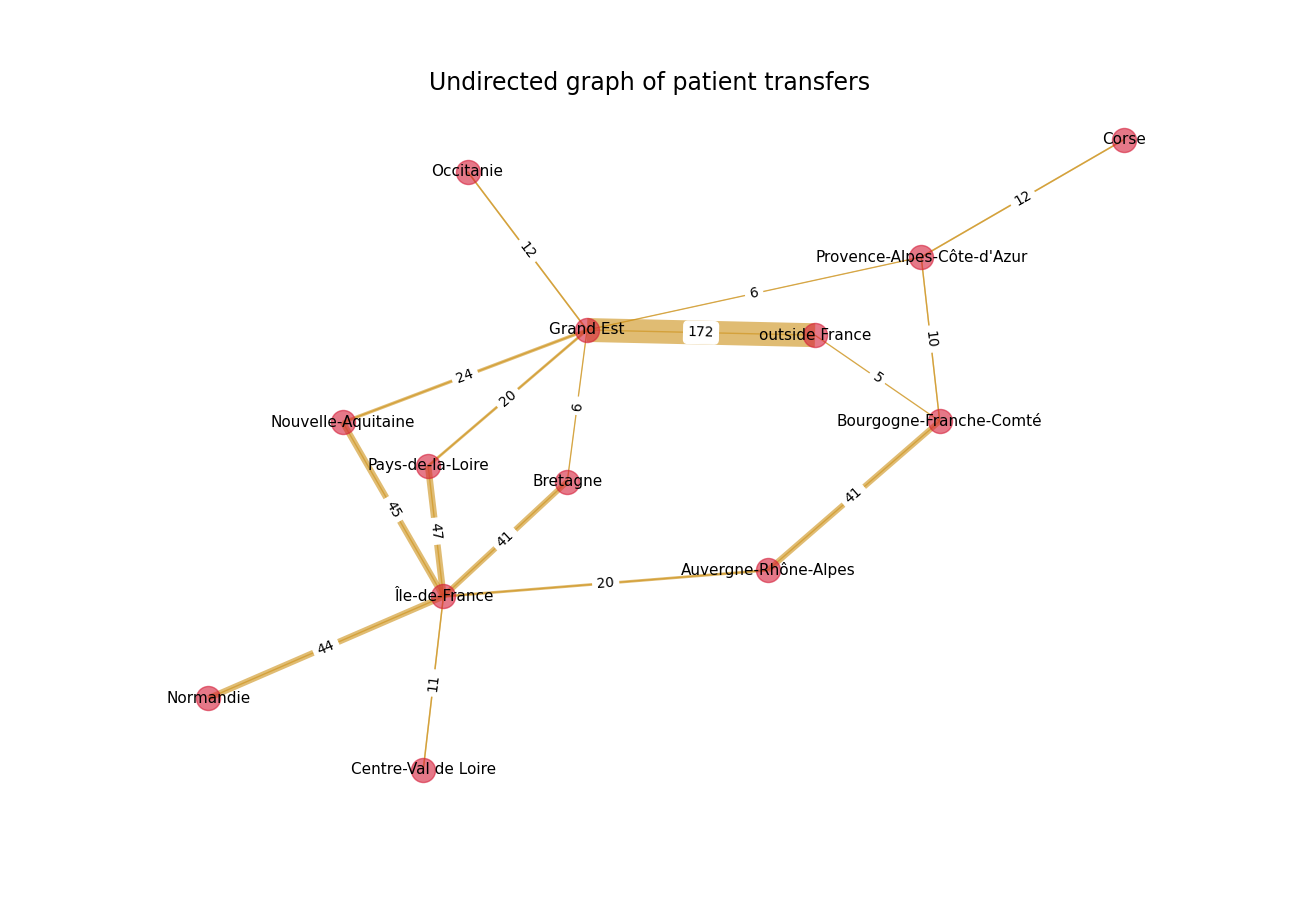 Undirected graph of patient transfers
Corse
Occitanie
12
12
Provence-Alpes-Côte-d'Azur
6
Grand Est
172
outside France
10
24
5
20
6
Nouvelle-Aquitaine
Bourgogne-Franche-Comté
Pays-de-la-Loire
Bretagne
41
45
47
41
Auvergne-Rhône-Alpes
20
Île-de-France
44
11
Normandie
Centre-Val de Loire